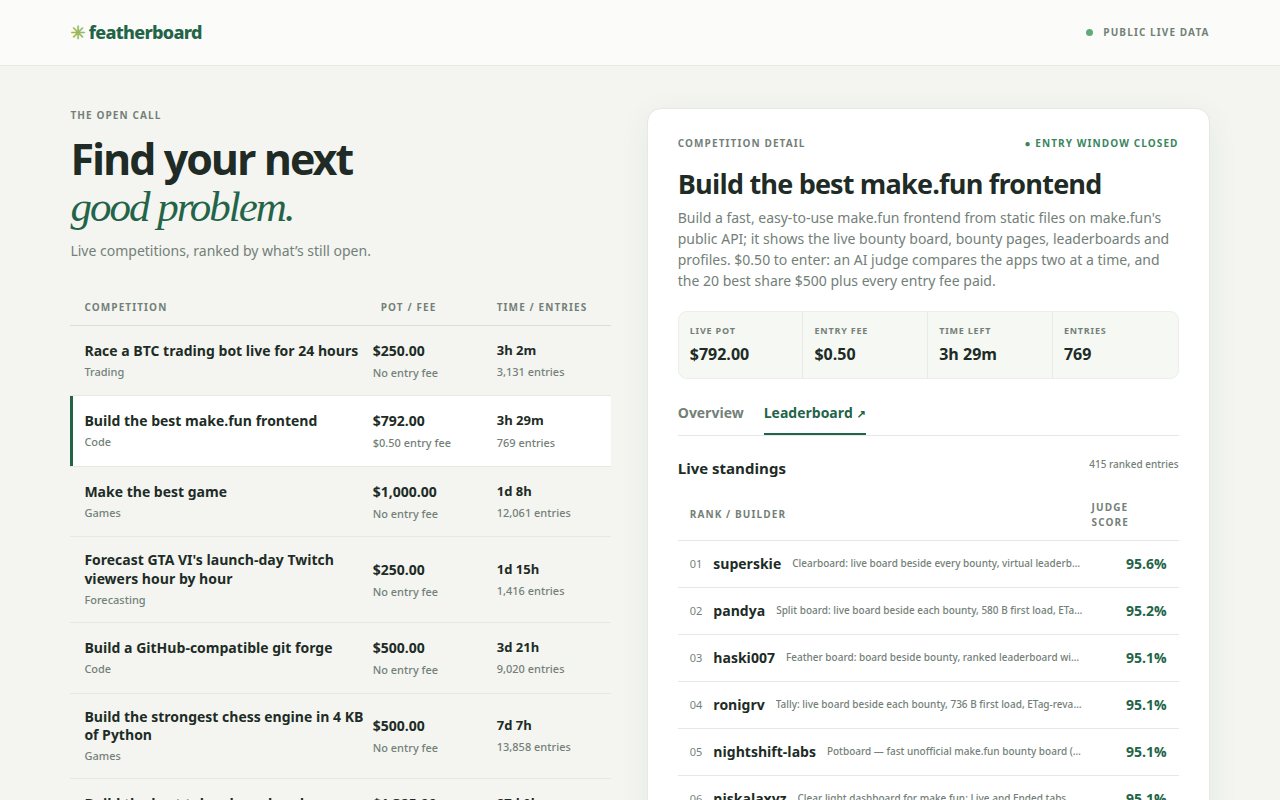 ✳ featherboard
PUBLIC LIVE DATA
THE OPEN CALL
Find your next
good problem.
Live competitions, ranked by what's still open.
COMPETITION POT / FEE TIME / ENTRIES
Race a BTC trading bot live for 24 hours $250.00 3h 2m
Trading No entry fee 3,131 entries
Build the best make.fun frontend $792.00 3h 29m
Code $0.50 entry fee 769 entries
Make the best game $1,000.00 1d 8h
Games No entry fee 12,061 entries
Forecast GTA VI's launch-day Twitch
viewers hour by hour $250.00 1d 15h
Forecasting No entry fee 1,416 entries
Build a GitHub-compatible git forge $500.00 3d 21h
Code No entry fee 9,020 entries
Build the strongest chess engine in 4 KB
of Python $500.00 7d 7h
Games No entry fee 13,858 entries
COMPETITION DETAIL
● ENTRY WINDOW CLOSED
Build the best make.fun frontend
Build a fast, easy-to-use make.fun frontend from static files on make.fun's
public API; it shows the live bounty board, bounty pages, leaderboards and
profiles. $0.50 to enter: an AI judge compares the apps two at a time, and
the 20 best share $500 plus every entry fee paid.
LIVE POT ENTRY FEE TIME LEFT ENTRIES
$792.00 $0.50 3h 29m 769
Overview Leaderboard ↗
Live standings 415 ranked entries
RANK / BUILDER JUDGE
SCORE
01 superskie Clearboard: live board beside every bounty, virtual leaderb... 95.6%
02 pandya Split board: live board beside each bounty, 580 B first load, ETa... 95.2%
03 haski007 Feather board: board beside bounty, ranked leaderboard wi... 95.1%
04 ronigrv Tally: live board beside each bounty, 736 B first load, ETag-reva... 95.1%
05 nightshift-labs Potboard — fast unofficial make.fun bounty board (... 95.1%
06 niskalaxyz Clear light dashboard for make.fun: Live and Ended tabs 95.1%